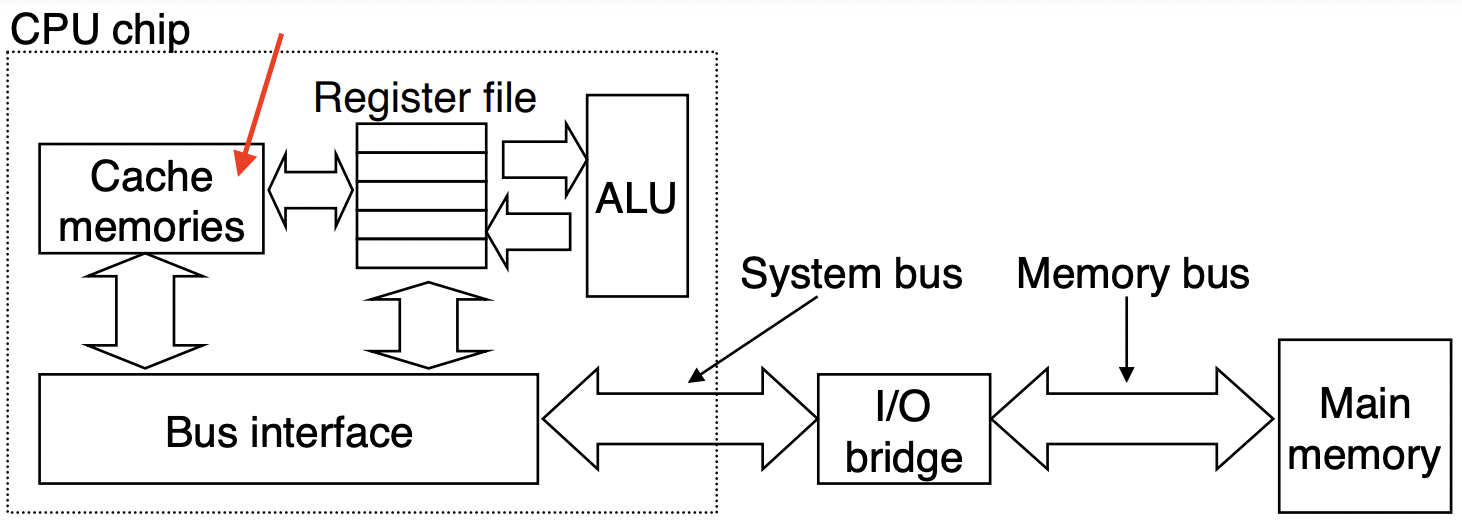 CPU chip
Register file
Cache
memories
ALU
System bus
Memory bus
Bus interface
I/O
bridge
Main
memory